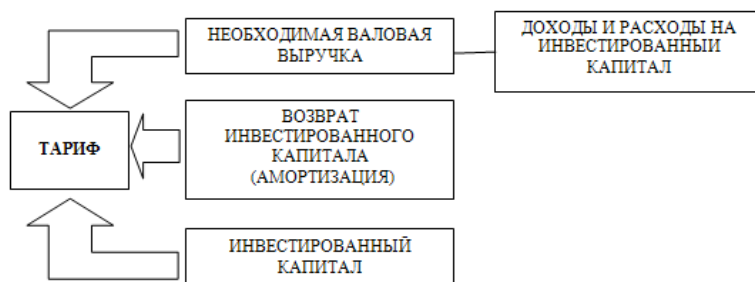 НЕОБХОДИМАЯ ВАЛОВАЯ
ВЫРУЧКА
ДОХОДЫ И РАСХОДЫ НА
ИНВЕСТИРОВАННЫЙ
КАПИТАЛ
ТАРИФ
ВОЗВРАТ
ИНВЕСТИРОВАННОГО
КАПИТАЛА
(АМОРТИЗАЦИЯ)
ИНВЕСТИРОВАННЫЙ
КАПИТАЛ